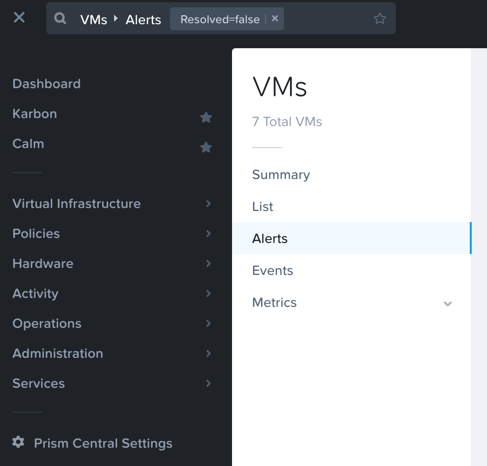 VMs Alerts Resolved=false ×
Dashboard
Karbon
Calm
Virtual Infrastructure
Policies
Hardware
Activity
Operations
Administration
Services
Prism Central Settings
VMs
7 Total VMs
Summary
List
Alerts
Events
Metrics